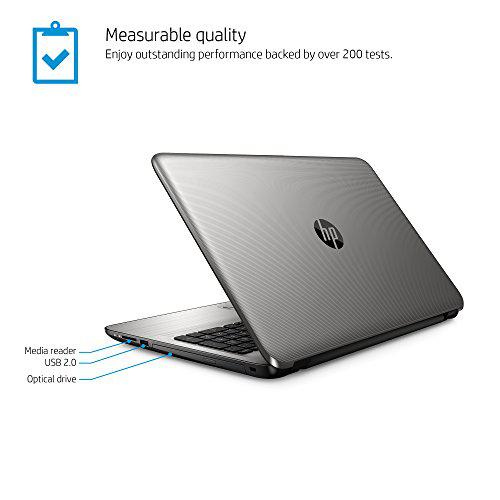 Measurable quality
Enjoy outstanding performance backed by over 200 tests.
hp
Media reader
USB 2.0
Optical drive